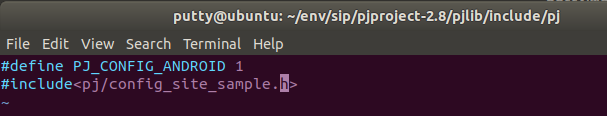 putty@ubuntu: ~/env/sip/pjproject-2.8/pjlib/include/pj
File Edit View Search Terminal Help
#define PJ_CONFIG_ANDROID 1
#include<pj/config_site_sample.h>
~